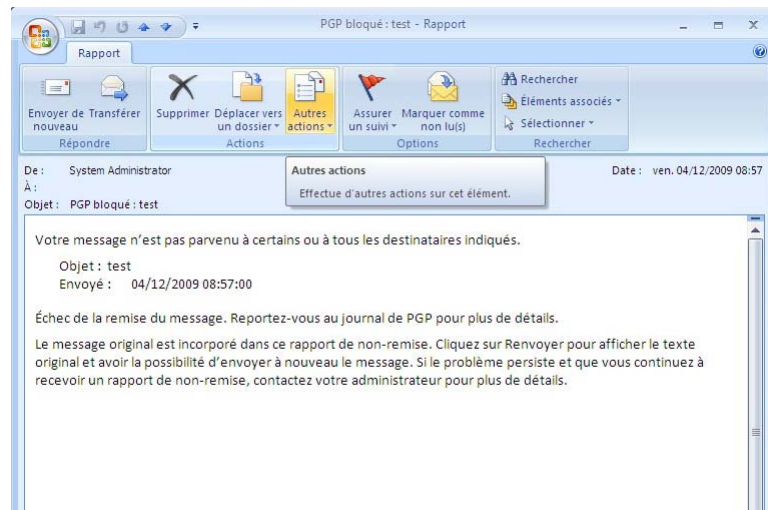 PGP bloqué : test - Rapport
Rapport
Envoyer de nouveau
Transférer
Répondre
Supprimer
Déplacer vers un dossier
Autres actions
Actions
Assurer un suivi
Marquer comme non lu(s)
Options
Rechercher
Éléments associés
Sélectionner
Rechercher
De : System Administrator
Date : ven. 04/12/2009 08:57
À :
Objet : PGP bloqué : test
Autres actions
Effectue d'autres actions sur cet élément.
Votre message n'est pas parvenu à certains ou à tous les destinataires indiqués.
Objet : test
Envoyé : 04/12/2009 08:57:00
Échec de la remise du message. Reportez-vous au journal de PGP pour plus de détails.
Le message original est incorporé dans ce rapport de non-remise. Cliquez sur Renvoyer pour afficher le texte
original et avoir la possibilité d'envoyer à nouveau le message. Si le problème persiste et que vous continuez à
recevoir un rapport de non-remise, contactez votre administrateur pour plus de détails.